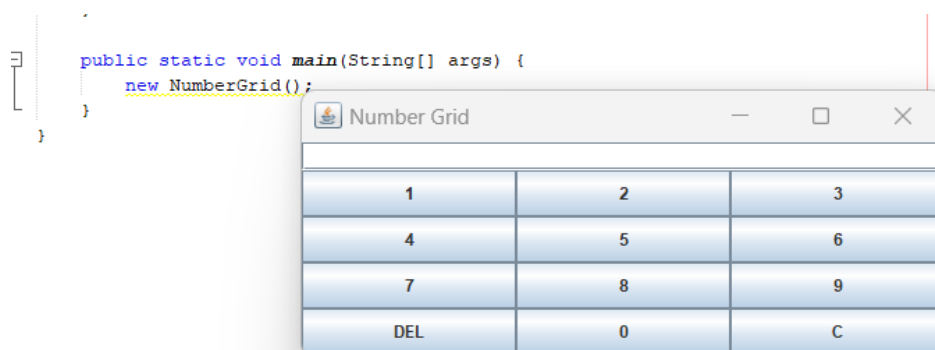 }
public static void main(String[] args) {
new NumberGrid();
}
}
Number Grid
1 2 3
4 5 6
7 8 9
DEL 0 C